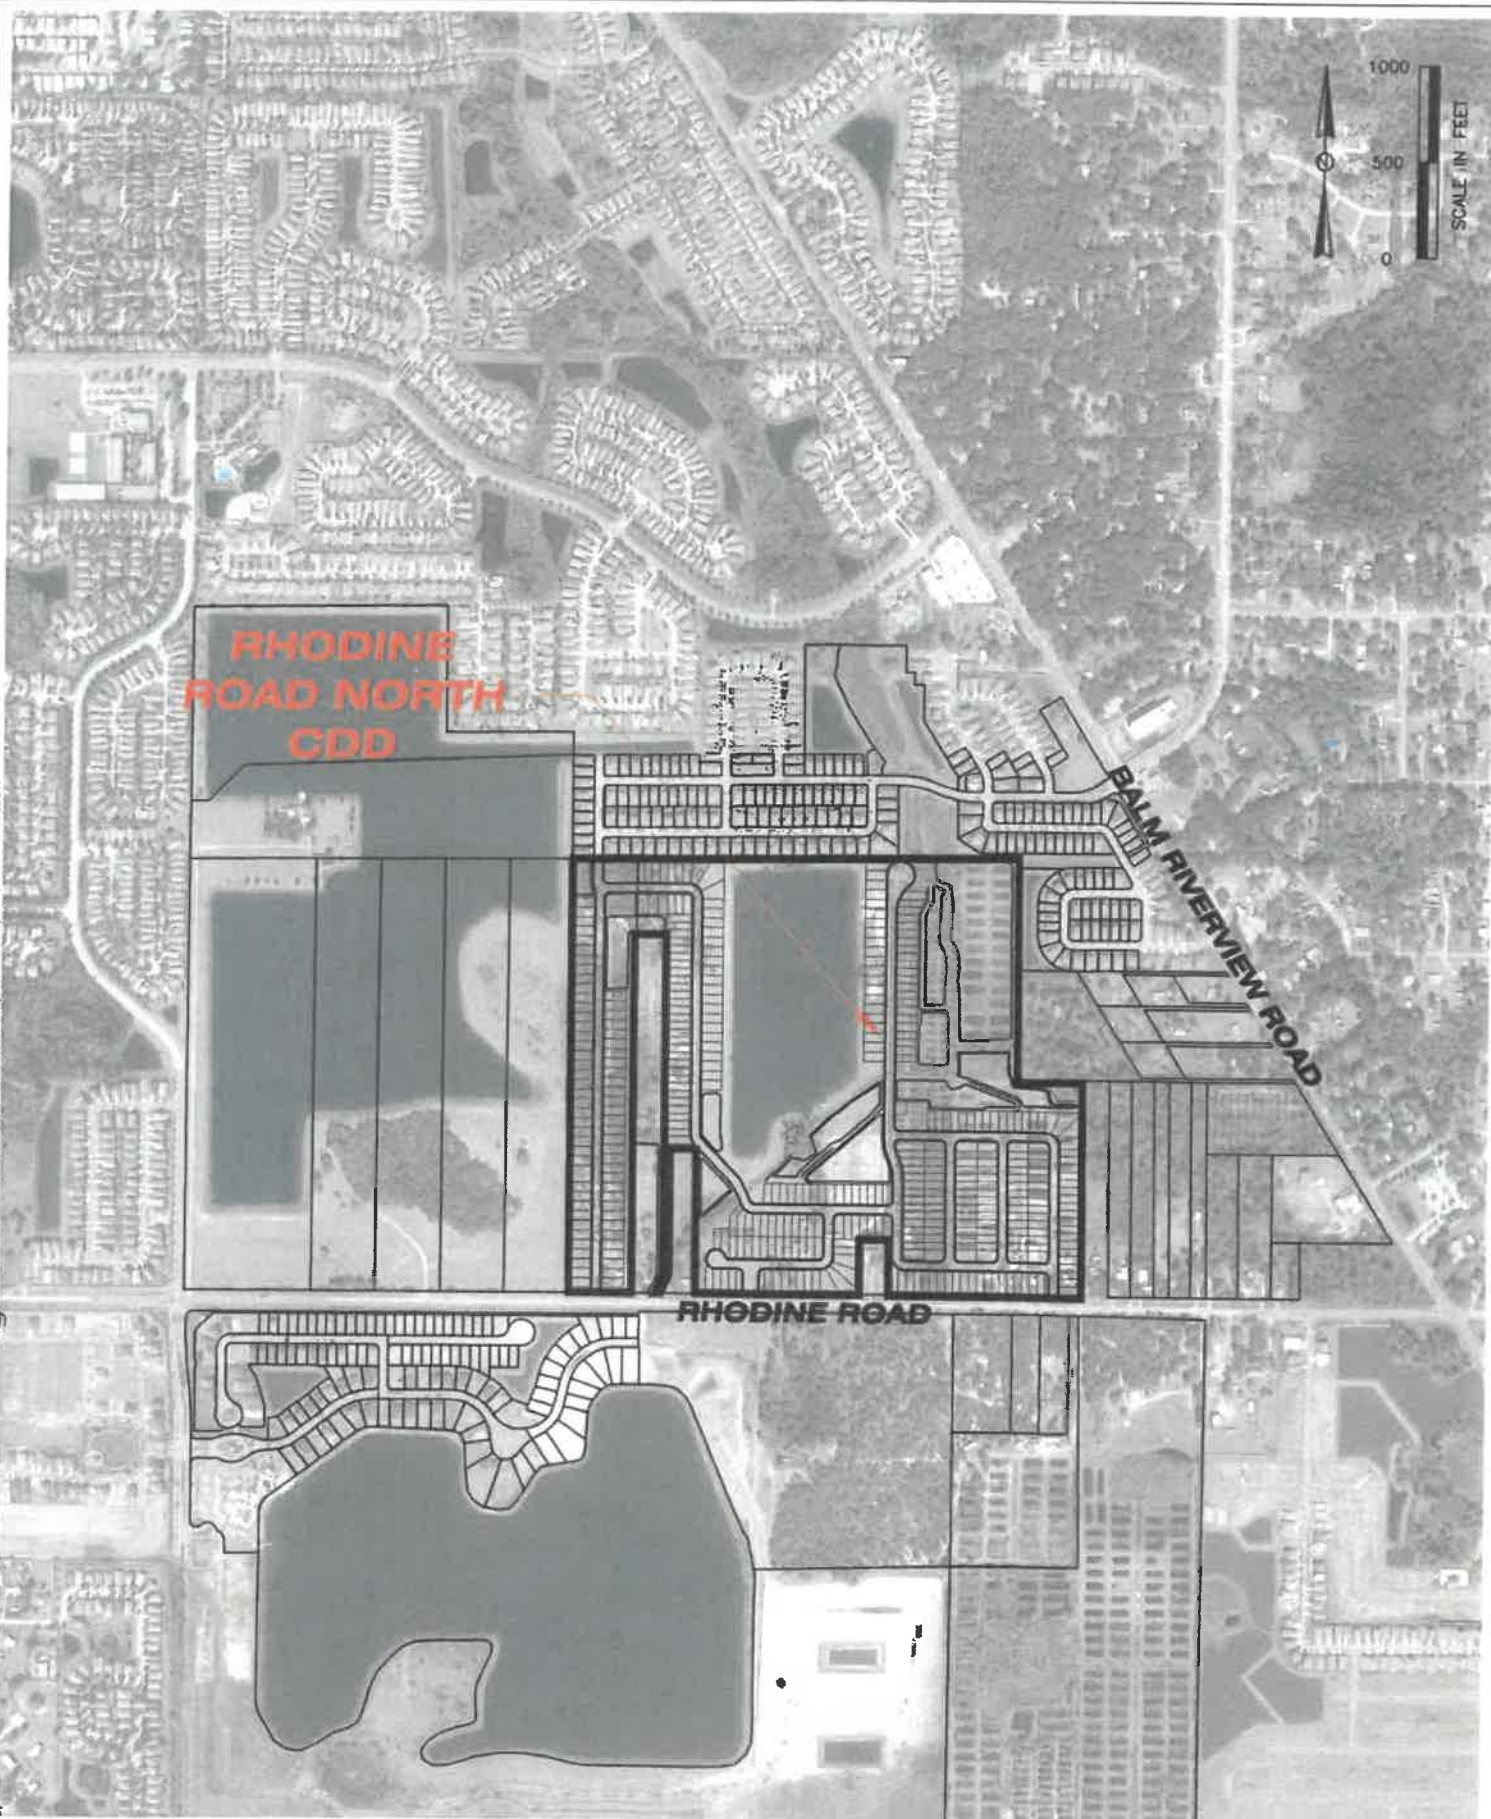 1000
500
0
SCALE IN FEET
RHODINE
ROAD NORTH
CDD
BALM RIVERVIEW ROAD
RHODINE ROAD